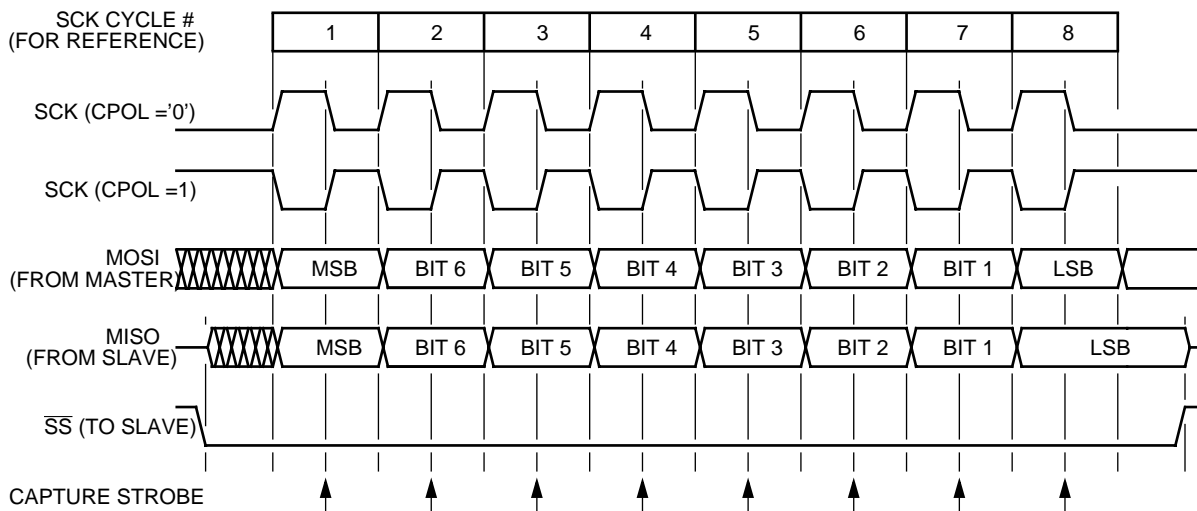 SCK CYCLE #
(FOR REFERENCE)
1 2 3 4 5 6 7 8
SCK (CPOL ='0')
SCK (CPOL =1)
MOSI
(FROM MASTER)
MSB BIT 6 BIT 5 BIT 4 BIT 3 BIT 2 BIT 1 LSB
MISO
(FROM SLAVE)
MSB BIT 6 BIT 5 BIT 4 BIT 3 BIT 2 BIT 1 LSB
S̅S̅ (TO SLAVE)
CAPTURE STROBE